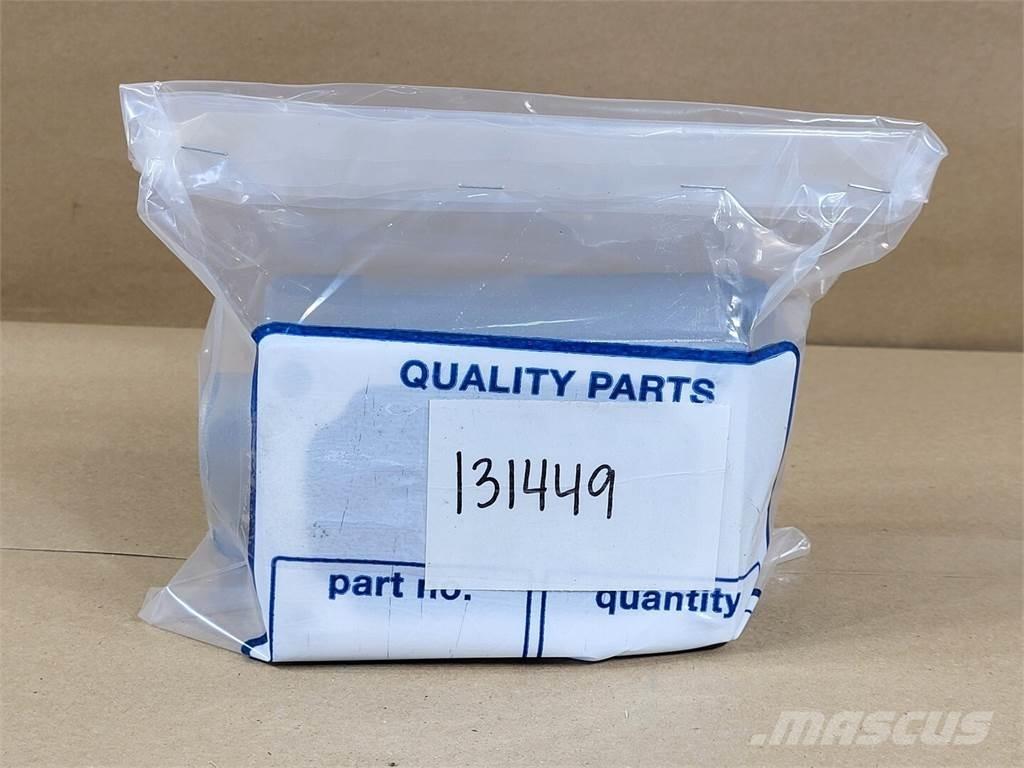 QUALITY PARTS
131449
part no.
quantity
MASCUS